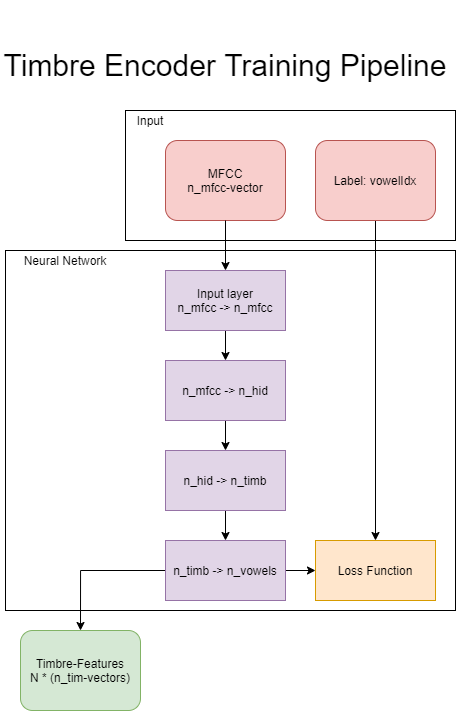 Timbre Encoder Training Pipeline
Input
MFCC
n_mfcc-vector
Label: vowelIdx
Neural Network
Input layer
n_mfcc -> n_mfcc
n_mfcc -> n_hid
n_hid -> n_timb
n_timb -> n_vowels
Loss Function
Timbre-Features
N * (n_tim-vectors)